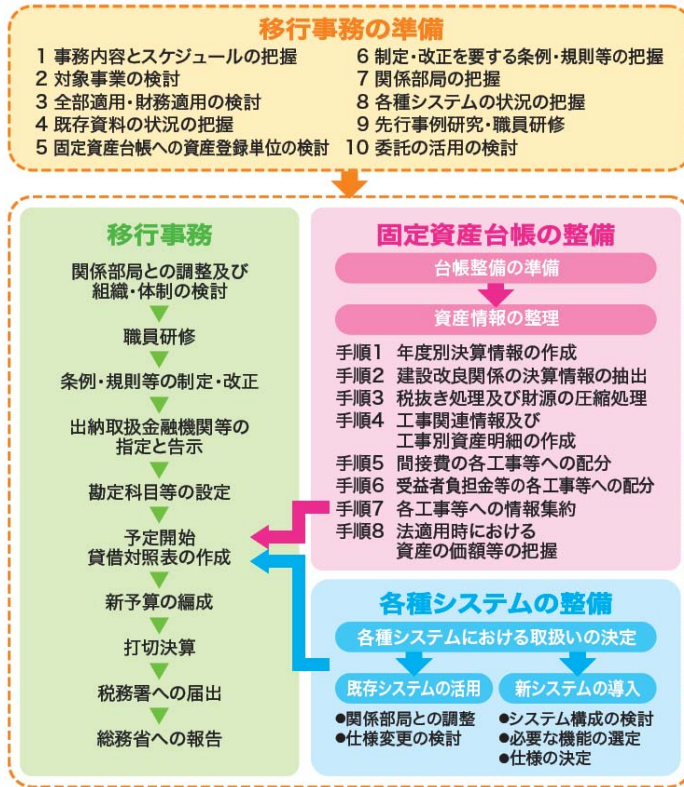 移行事務の準備
1 事務内容とスケジュールの把握
2 対象事業の検討
3 全部適用・財務適用の検討
4 既存資料の状況の把握
5 固定資産台帳への資産登録単位の検討
6 制定・改正を要する条例・規則等の把握
7 関係部局の把握
8 各種システムの状況の把握
9 先行事例研究・職員研修
10 委託の活用の検討
移行事務
関係部局との調整及び
組織・体制の検討
職員研修
条例・規則等の制定・改正
出納取扱金融機関等の
指定と告示
勘定科目等の設定
予定開始
貸借対照表の作成
新予算の編成
打切決算
税務署への届出
総務省への報告
固定資産台帳の整備
台帳整備の準備
資産情報の整理
手順1 年度別決算情報の作成
手順2 建設改良関係の決算情報の抽出
手順3 税抜き処理及び財源の圧縮処理
手順4 工事関連情報及び
工事別資産明細の作成
手順5 間接費の各工事等への配分
手順6 受益者負担金等の各工事等への配分
手順7 各工事等への情報集約
手順8 法適用時における
資産の価額等の把握
各種システムの整備
各種システムにおける取扱いの決定
既存システムの活用
●関係部局との調整
●仕様変更の検討
新システムの導入
●システム構成の検討
●必要な機能の選定
●仕様の決定